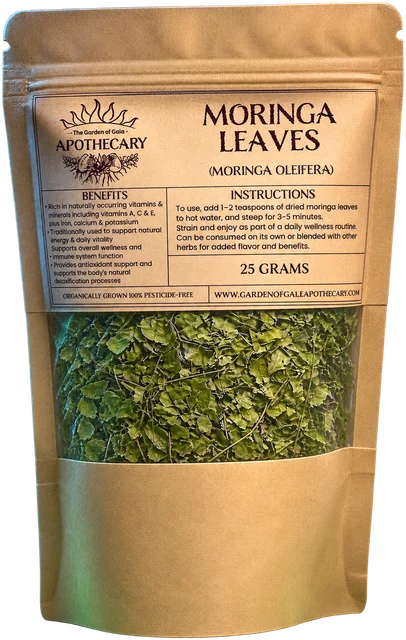 The Garden of Gaia
APOTHECARY
MORINGA
LEAVES
(MORINGA OLEIFERA)
BENEFITS
• Rich in naturally occurring vitamins &
minerals including vitamins A, C & E,
plus iron, calcium & potassium
• Traditionally used to support natural
energy & daily vitality
Supports overall wellness and
• immune system function
• Provides antioxidant support and
supports the body's natural
detoxification processes
INSTRUCTIONS
To use, add 1–2 teaspoons of dried moringa leaves
to hot water, and steep for 3–5 minutes.
Strain and enjoy as part of a daily wellness routine.
Can be consumed on its own or blended with other
herbs for added flavor and benefits.
25 GRAMS
ORGANICALLY GROWN 100% PESTICIDE-FREE
WWW.GARDENOFGALEAPOTHECARY.COM